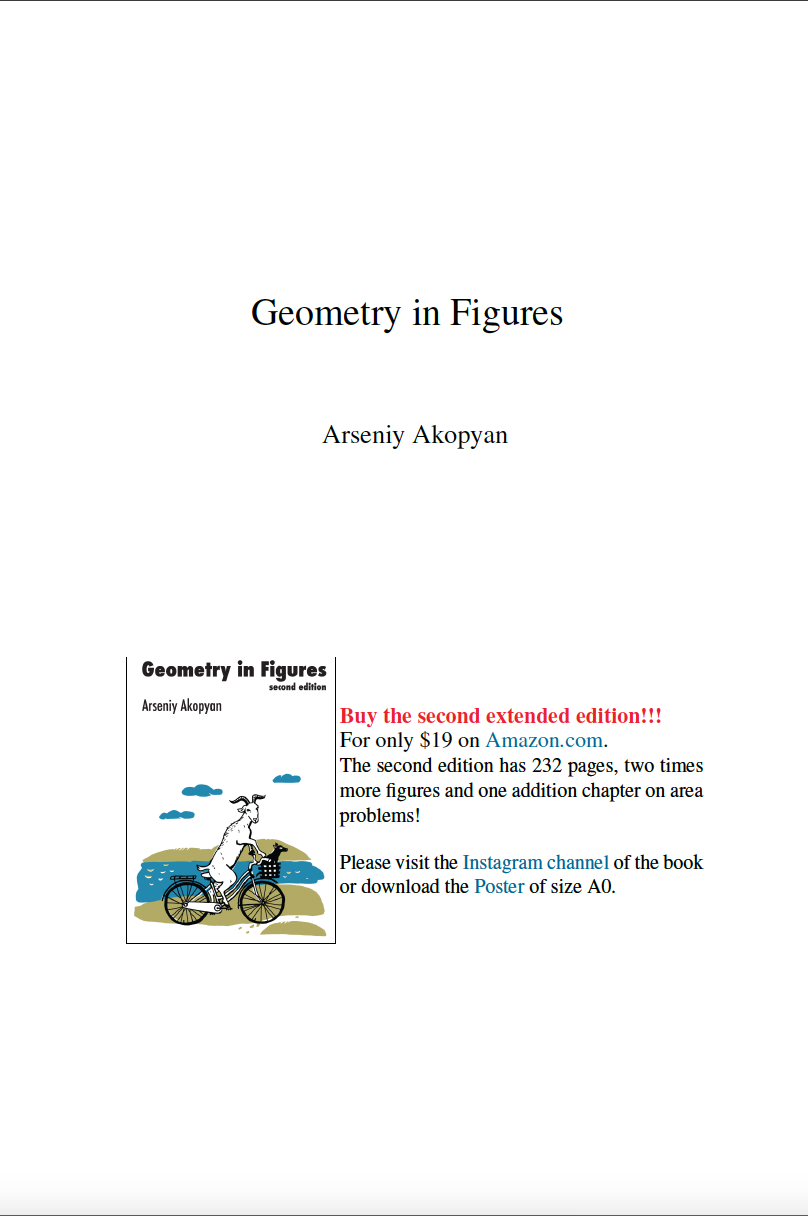 Geometry in Figures
Arseniy Akopyan
Geometry in Figures
second edition
Arseniy Akopyan
Buy the second extended edition!!!
For only $19 on Amazon.com.
The second edition has 232 pages, two times
more figures and one addition chapter on area
problems!
Please visit the Instagram channel of the book
or download the Poster of size A0.